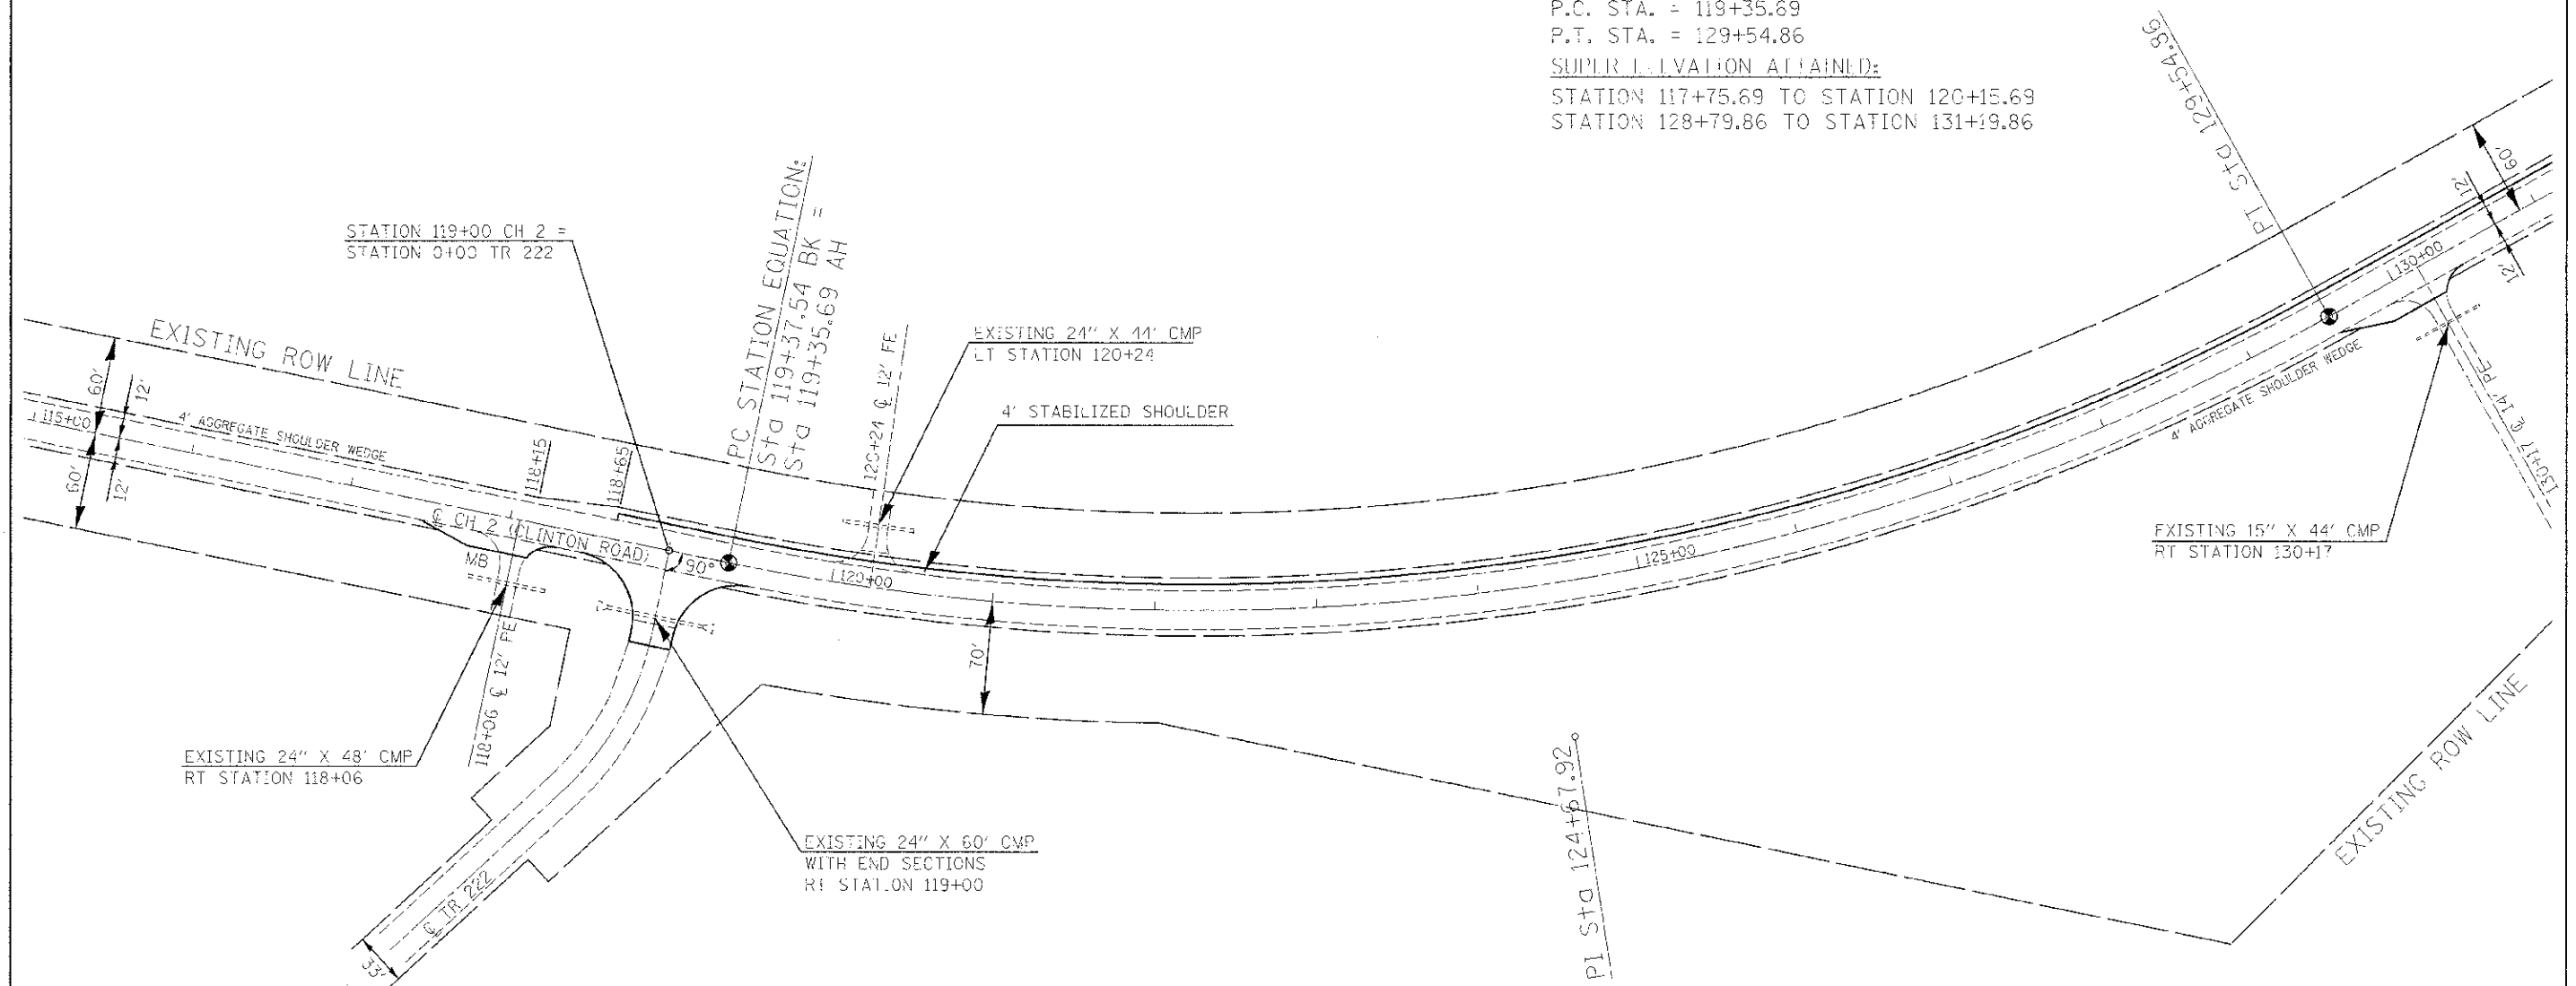 P.C. STA. = 119+35.69
P.T. STA. = 129+54.86
SUPER ELEVATION ATTAINED:
STATION 117+75.69 TO STATION 120+15.69
STATION 128+79.86 TO STATION 131+19.86
PT Sta 129+54.86
60'
12'
12'
STATION 119+00 CH 2 =
STATION 0+00 TR 222
PC STATION EQUATION:
Sta 119+37.54 BK =
Sta 119+35.69 AH
EXISTING ROW LINE
60'
12'
115+00
4' AGGREGATE SHOULDER WEDGE
60'
12'
118+15
118+65
120+24 ℄ 12' FE
EXISTING 24" X 44' CMP
LT STATION 120+24
4' STABILIZED SHOULDER
130+00
4' AGGREGATE SHOULDER WEDGE
130+17 ℄ 14' PE
℄ CH 2 (CLINTON ROAD)
MB
90°
120+00
125+00
EXISTING 15" X 44' CMP
RT STATION 130+17
118+06 ℄ 12' PE
70'
EXISTING 24" X 48' CMP
RT STATION 118+06
EXISTING 24" X 60' CMP
WITH END SECTIONS
RT STATION 119+00
PI Sta 124+67.92
EXISTING ROW LINE
℄ TR 222
33'